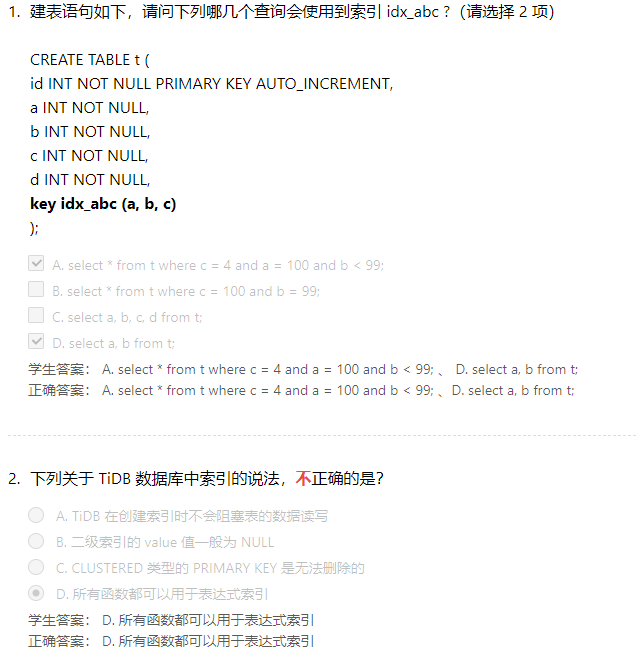 1. 建表语句如下，请问下列哪几个查询会使用到索引 idx_abc ?（请选择 2 项）
CREATE TABLE t (
id INT NOT NULL PRIMARY KEY AUTO_INCREMENT,
a INT NOT NULL,
b INT NOT NULL,
c INT NOT NULL,
d INT NOT NULL,
key idx_abc (a, b, c)
);
A. select * from t where c = 4 and a = 100 and b < 99;
B. select * from t where c = 100 and b = 99;
C. select a, b, c, d from t;
D. select a, b from t;
学生答案： A. select * from t where c = 4 and a = 100 and b < 99; 、 D. select a, b from t;
正确答案： A. select * from t where c = 4 and a = 100 and b < 99; 、D. select a, b from t;
2. 下列关于 TiDB 数据库中索引的说法，不正确的是?
A. TiDB 在创建索引时不会阻塞表的数据读写
B. 二级索引的 value 值一般为 NULL
C. CLUSTERED 类型的 PRIMARY KEY 是无法删除的
D. 所有函数都可以用于表达式索引
学生答案： D. 所有函数都可以用于表达式索引
正确答案： D. 所有函数都可以用于表达式索引